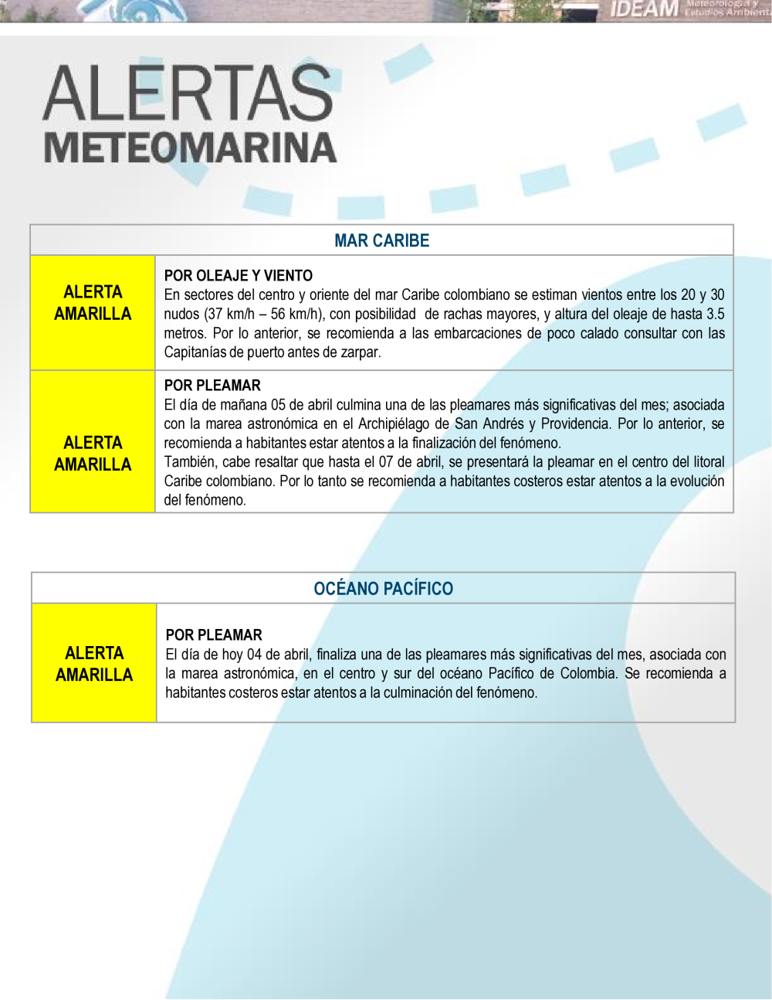 IDEAM
Meteorología y
Estudios Ambient
ALERTAS
METEOMARINA
MAR CARIBE
ALERTA
AMARILLA
POR OLEAJE Y VIENTO
En sectores del centro y oriente del mar Caribe colombiano se estiman vientos entre los 20 y 30
nudos (37 km/h – 56 km/h), con posibilidad de rachas mayores, y altura del oleaje de hasta 3.5
metros. Por lo anterior, se recomienda a las embarcaciones de poco calado consultar con las
Capitanías de puerto antes de zarpar.
ALERTA
AMARILLA
POR PLEAMAR
El día de mañana 05 de abril culmina una de las pleamares más significativas del mes; asociada
con la marea astronómica en el Archipiélago de San Andrés y Providencia. Por lo anterior, se
recomienda a habitantes estar atentos a la finalización del fenómeno.
También, cabe resaltar que hasta el 07 de abril, se presentará la pleamar en el centro del litoral
Caribe colombiano. Por lo tanto se recomienda a habitantes costeros estar atentos a la evolución
del fenómeno.
OCÉANO PACÍFICO
ALERTA
AMARILLA
POR PLEAMAR
El día de hoy 04 de abril, finaliza una de las pleamares más significativas del mes, asociada con
la marea astronómica, en el centro y sur del océano Pacífico de Colombia. Se recomienda a
habitantes costeros estar atentos a la culminación del fenómeno.